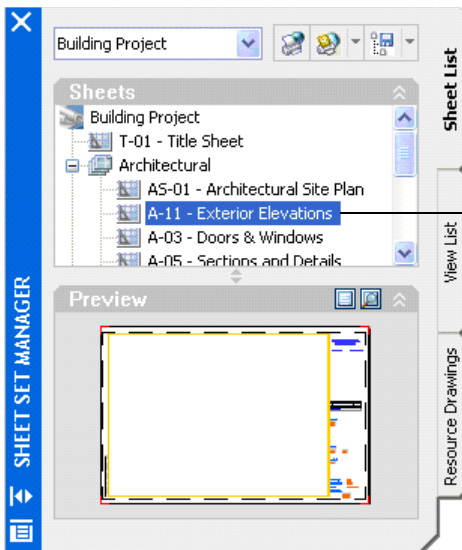 Building Project
Sheets
Building Project
T-01 - Title Sheet
Architectural
AS-01 - Architectural Site Plan
A-11 - Exterior Elevations
A-03 - Doors & Windows
A-05 - Sections and Details
Preview
SHEET SET MANAGER
Sheet List
View List
Resource Drawings